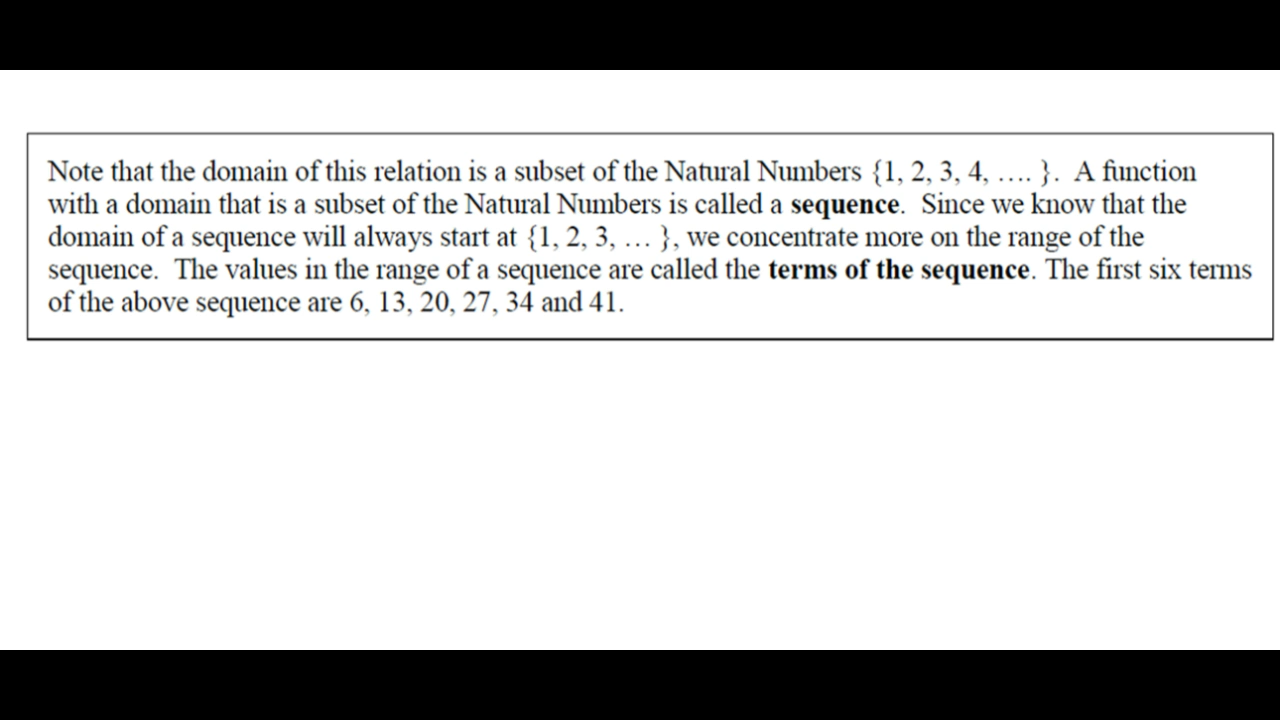 Note that the domain of this relation is a subset of the Natural Numbers {1, 2, 3, 4, …. }. A function
with a domain that is a subset of the Natural Numbers is called a sequence. Since we know that the
domain of a sequence will always start at {1, 2, 3, … }, we concentrate more on the range of the
sequence. The values in the range of a sequence are called the terms of the sequence. The first six terms
of the above sequence are 6, 13, 20, 27, 34 and 41.